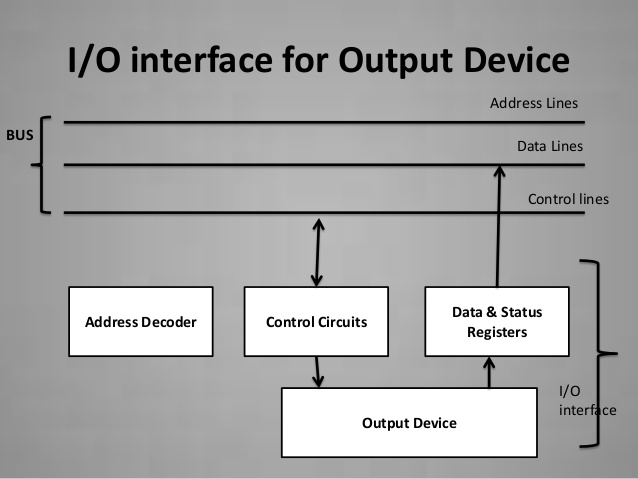 I/O interface for Output Device
Address Lines
BUS
Data Lines
Control lines
Address Decoder
Control Circuits
Data & Status
Registers
I/O
interface
Output Device